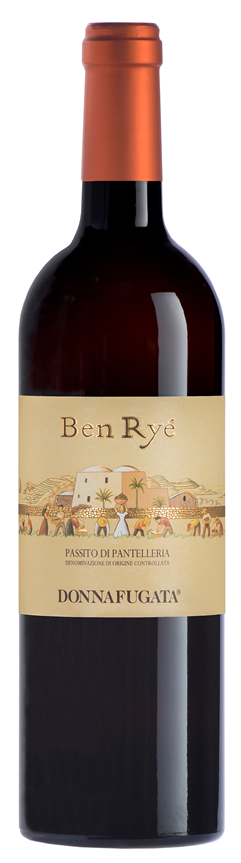 Ben Ryé
PASSITO DI PANTELLERIA
DENOMINAZIONE DI ORIGINE CONTROLLATA
DONNAFUGATA®